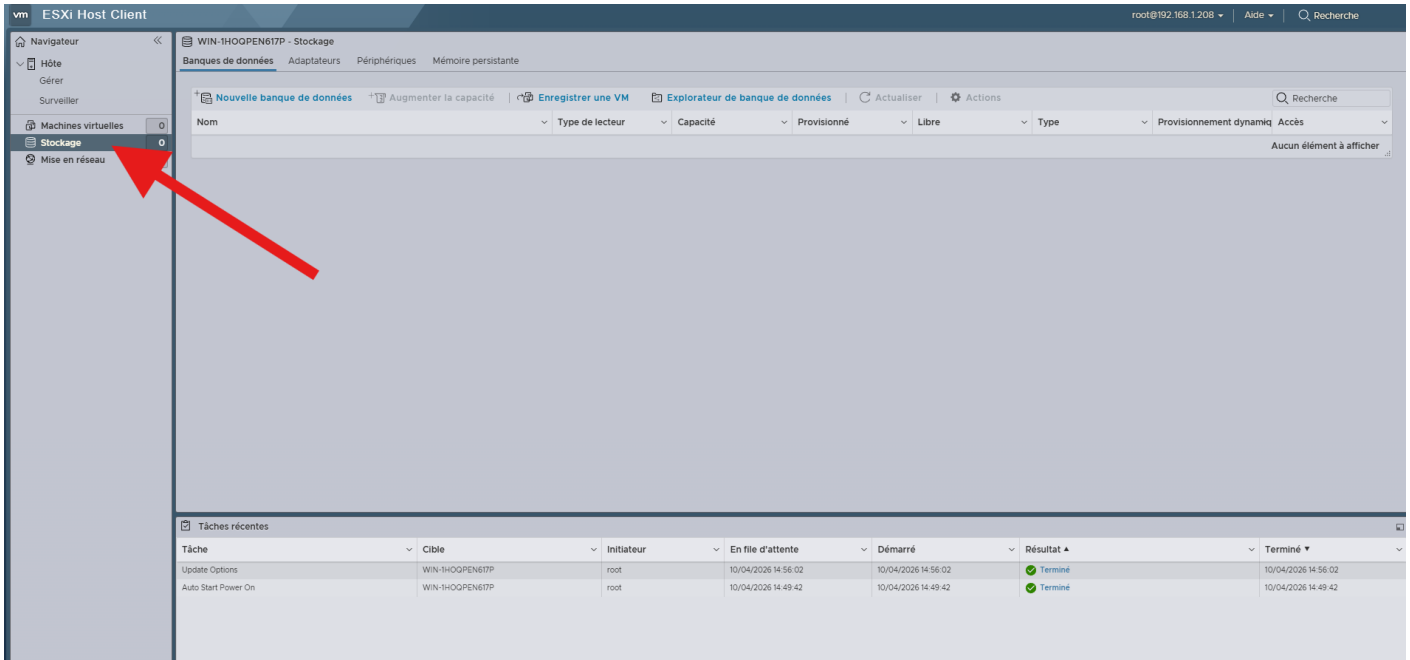 vm ESXi Host Client
root@192.168.1.208 | Aide | Recherche
Navigateur
Hôte
Gérer
Surveiller
Machines virtuelles 0
Stockage 0
Mise en réseau
WIN-1HOQPEN617P - Stockage
Banques de données Adaptateurs Périphériques Mémoire persistante
Nouvelle banque de données Augmenter la capacité | Enregistrer une VM Explorateur de banque de données | Actualiser | Actions
Recherche
Nom Type de lecteur Capacité Provisionné Libre Type Provisionnement dynamiq Accès
Aucun élément à afficher
Tâches récentes
Tâche Cible Initiateur En file d'attente Démarré Résultat ▲ Terminé ▼
Update Options WIN-1HOQPEN617P root 10/04/2026 14:56:02 10/04/2026 14:56:02 Terminé 10/04/2026 14:56:02
Auto Start Power On WIN-1HOQPEN617P root 10/04/2026 14:49:42 10/04/2026 14:49:42 Terminé 10/04/2026 14:49:42